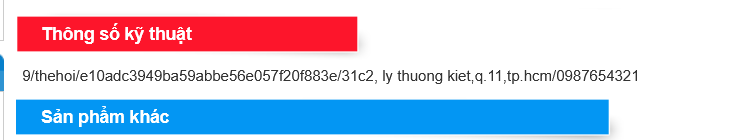 Thông số kỹ thuật
9/thehoi/e10adc3949ba59abbe56e057f20f883e/31c2, ly thuong kiet,q.11,tp.hcm/0987654321
Sản phẩm khác